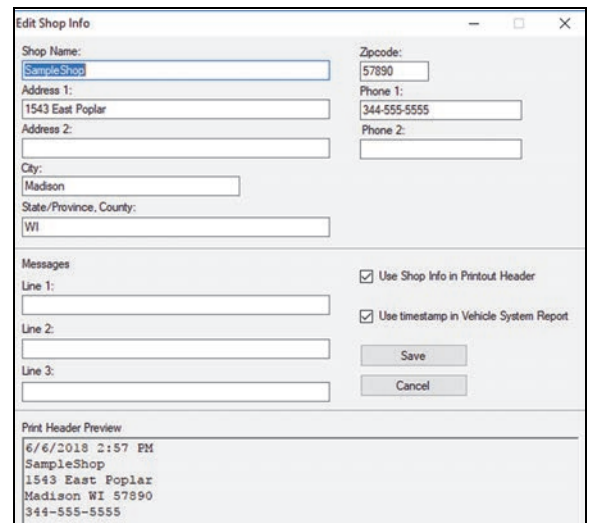 Edit Shop Info
Shop Name:
SampleShop
Address 1:
1543 East Poplar
Address 2:
City:
Madison
State/Province, County:
WI
Zipcode:
57890
Phone 1:
344-555-5555
Phone 2:
Messages
Line 1:
Line 2:
Line 3:
Use Shop Info in Printout Header
Use timestamp in Vehicle System Report
Save
Cancel
Print Header Preview
6/6/2018 2:57 PM
SampleShop
1543 East Poplar
Madison WI 57890
344-555-5555